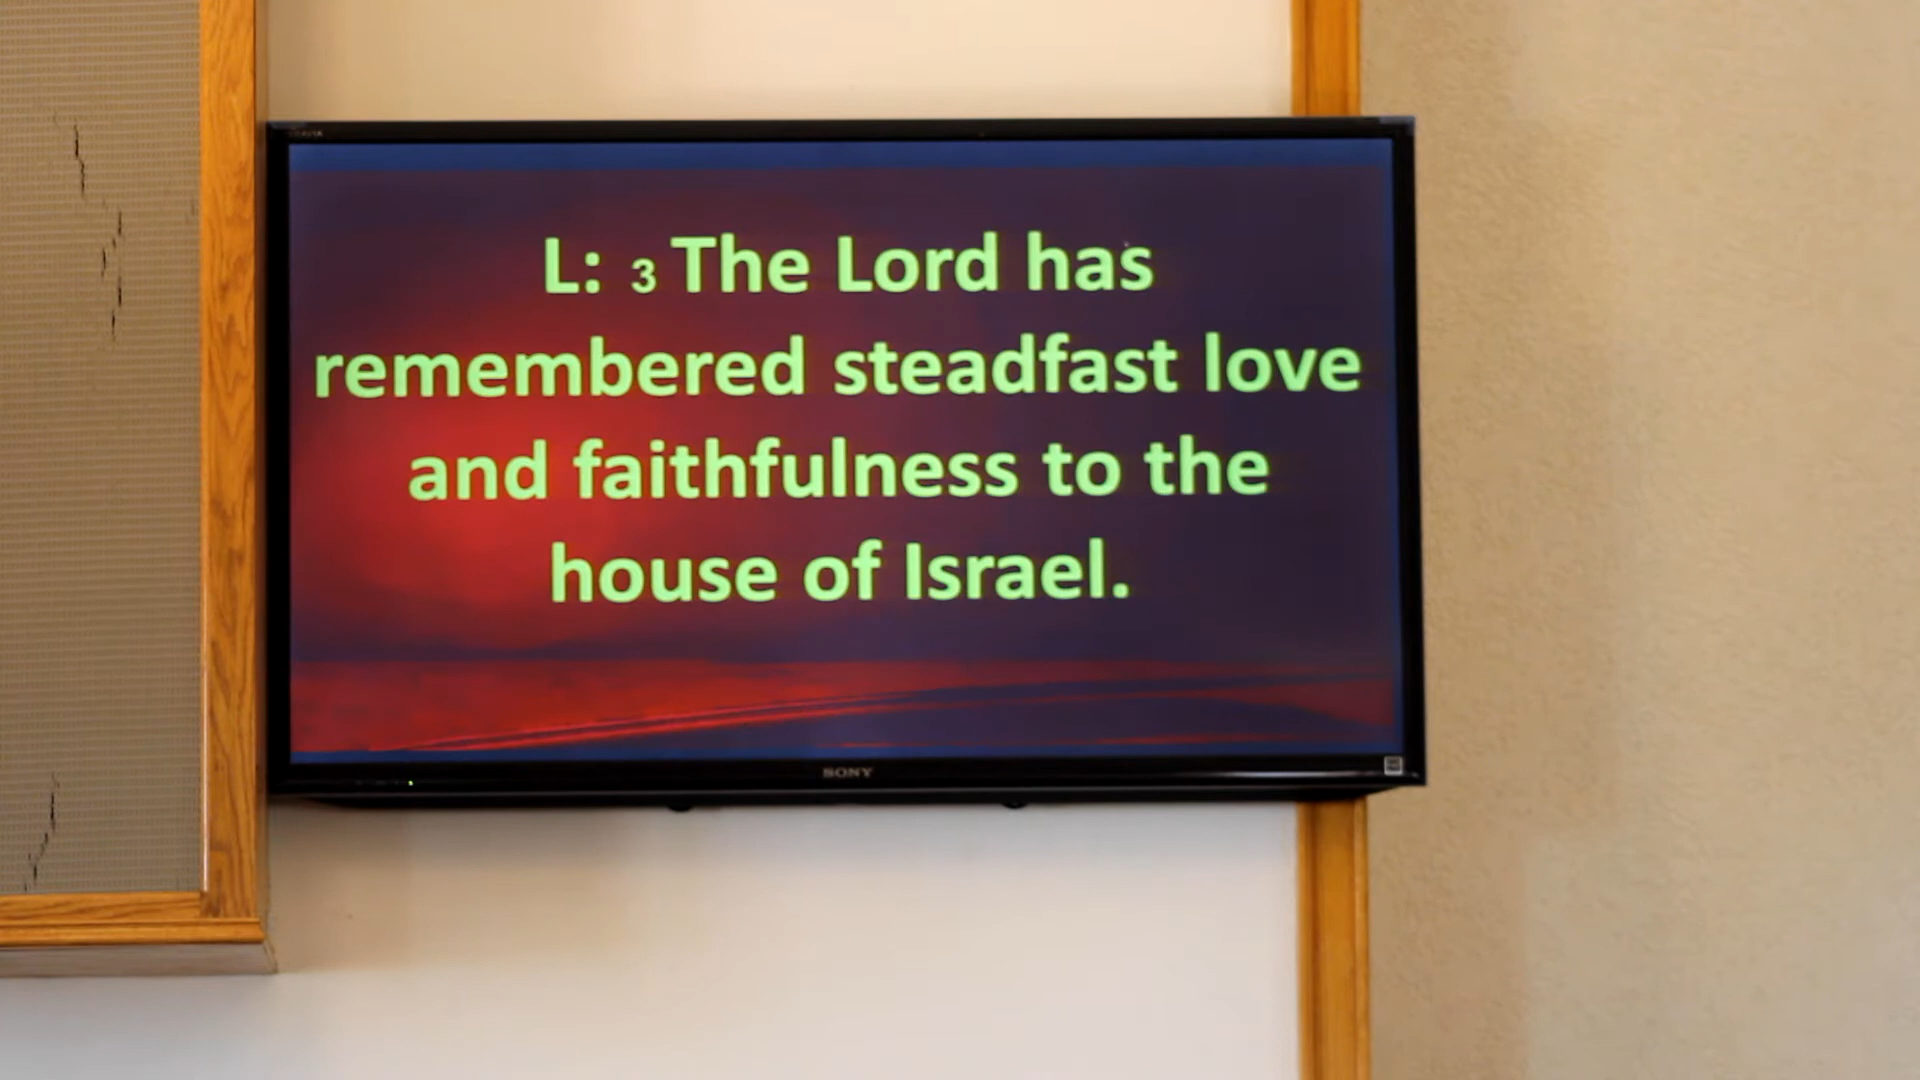 L: 3 The Lord has
remembered steadfast love
and faithfulness to the
house of Israel.
SONY